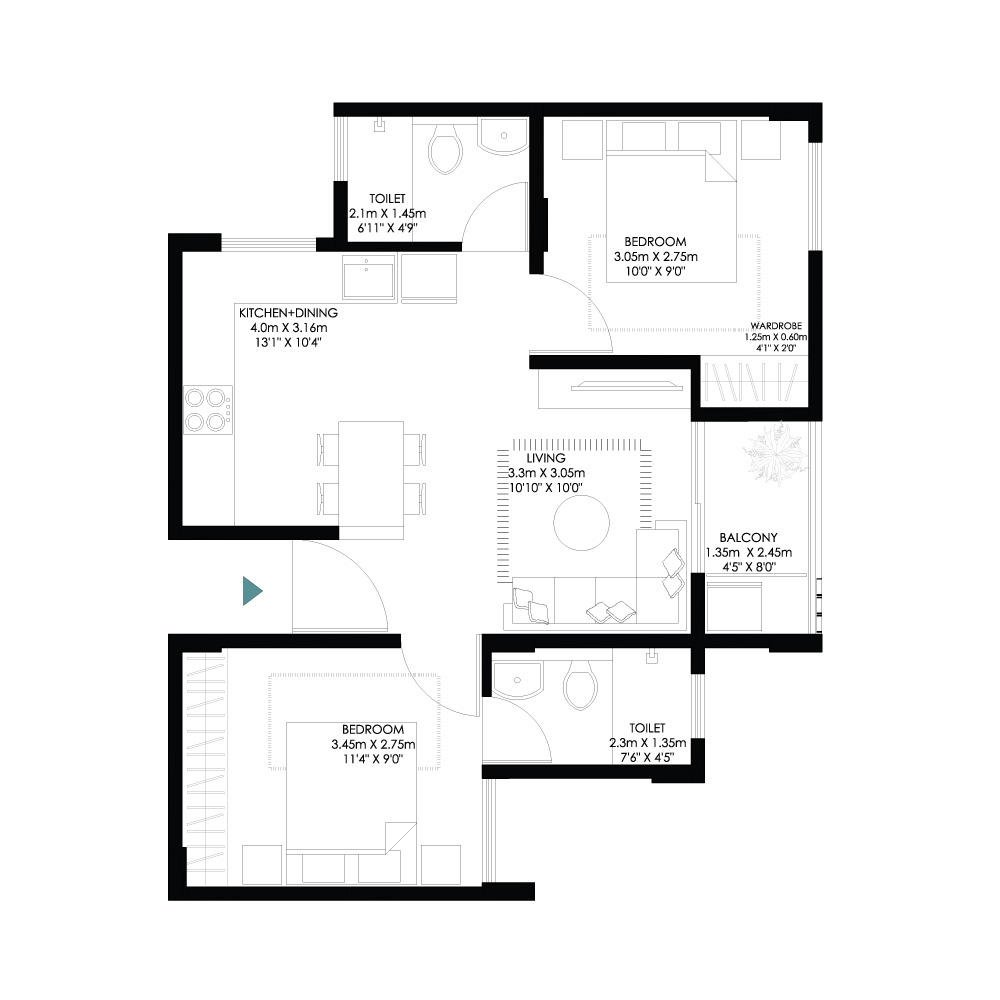 TOILET
2.1m X 1.45m
6'11" X 4'9"
BEDROOM
3.05m X 2.75m
10'0" X 9'0"
KITCHEN+DINING
4.0m X 3.16m
13'1" X 10'4"
WARDROBE
1.25m X 0.60m
4'1" X 2'0"
LIVING
3.3m X 3.05m
10'10" X 10'0"
BALCONY
1.35m X 2.45m
4'5" X 8'0"
BEDROOM
3.45m X 2.75m
11'4" X 9'0"
TOILET
2.3m X 1.35m
7'6" X 4'5"